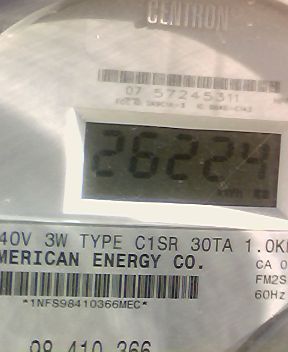 CENTRON
07 57245311
26224
40V 3W TYPE C1SR 30TA 1.0K
MERICAN ENERGY CO.
CA 0
FM2S
60Hz
*1NFS98410366MEC*
98 410 366